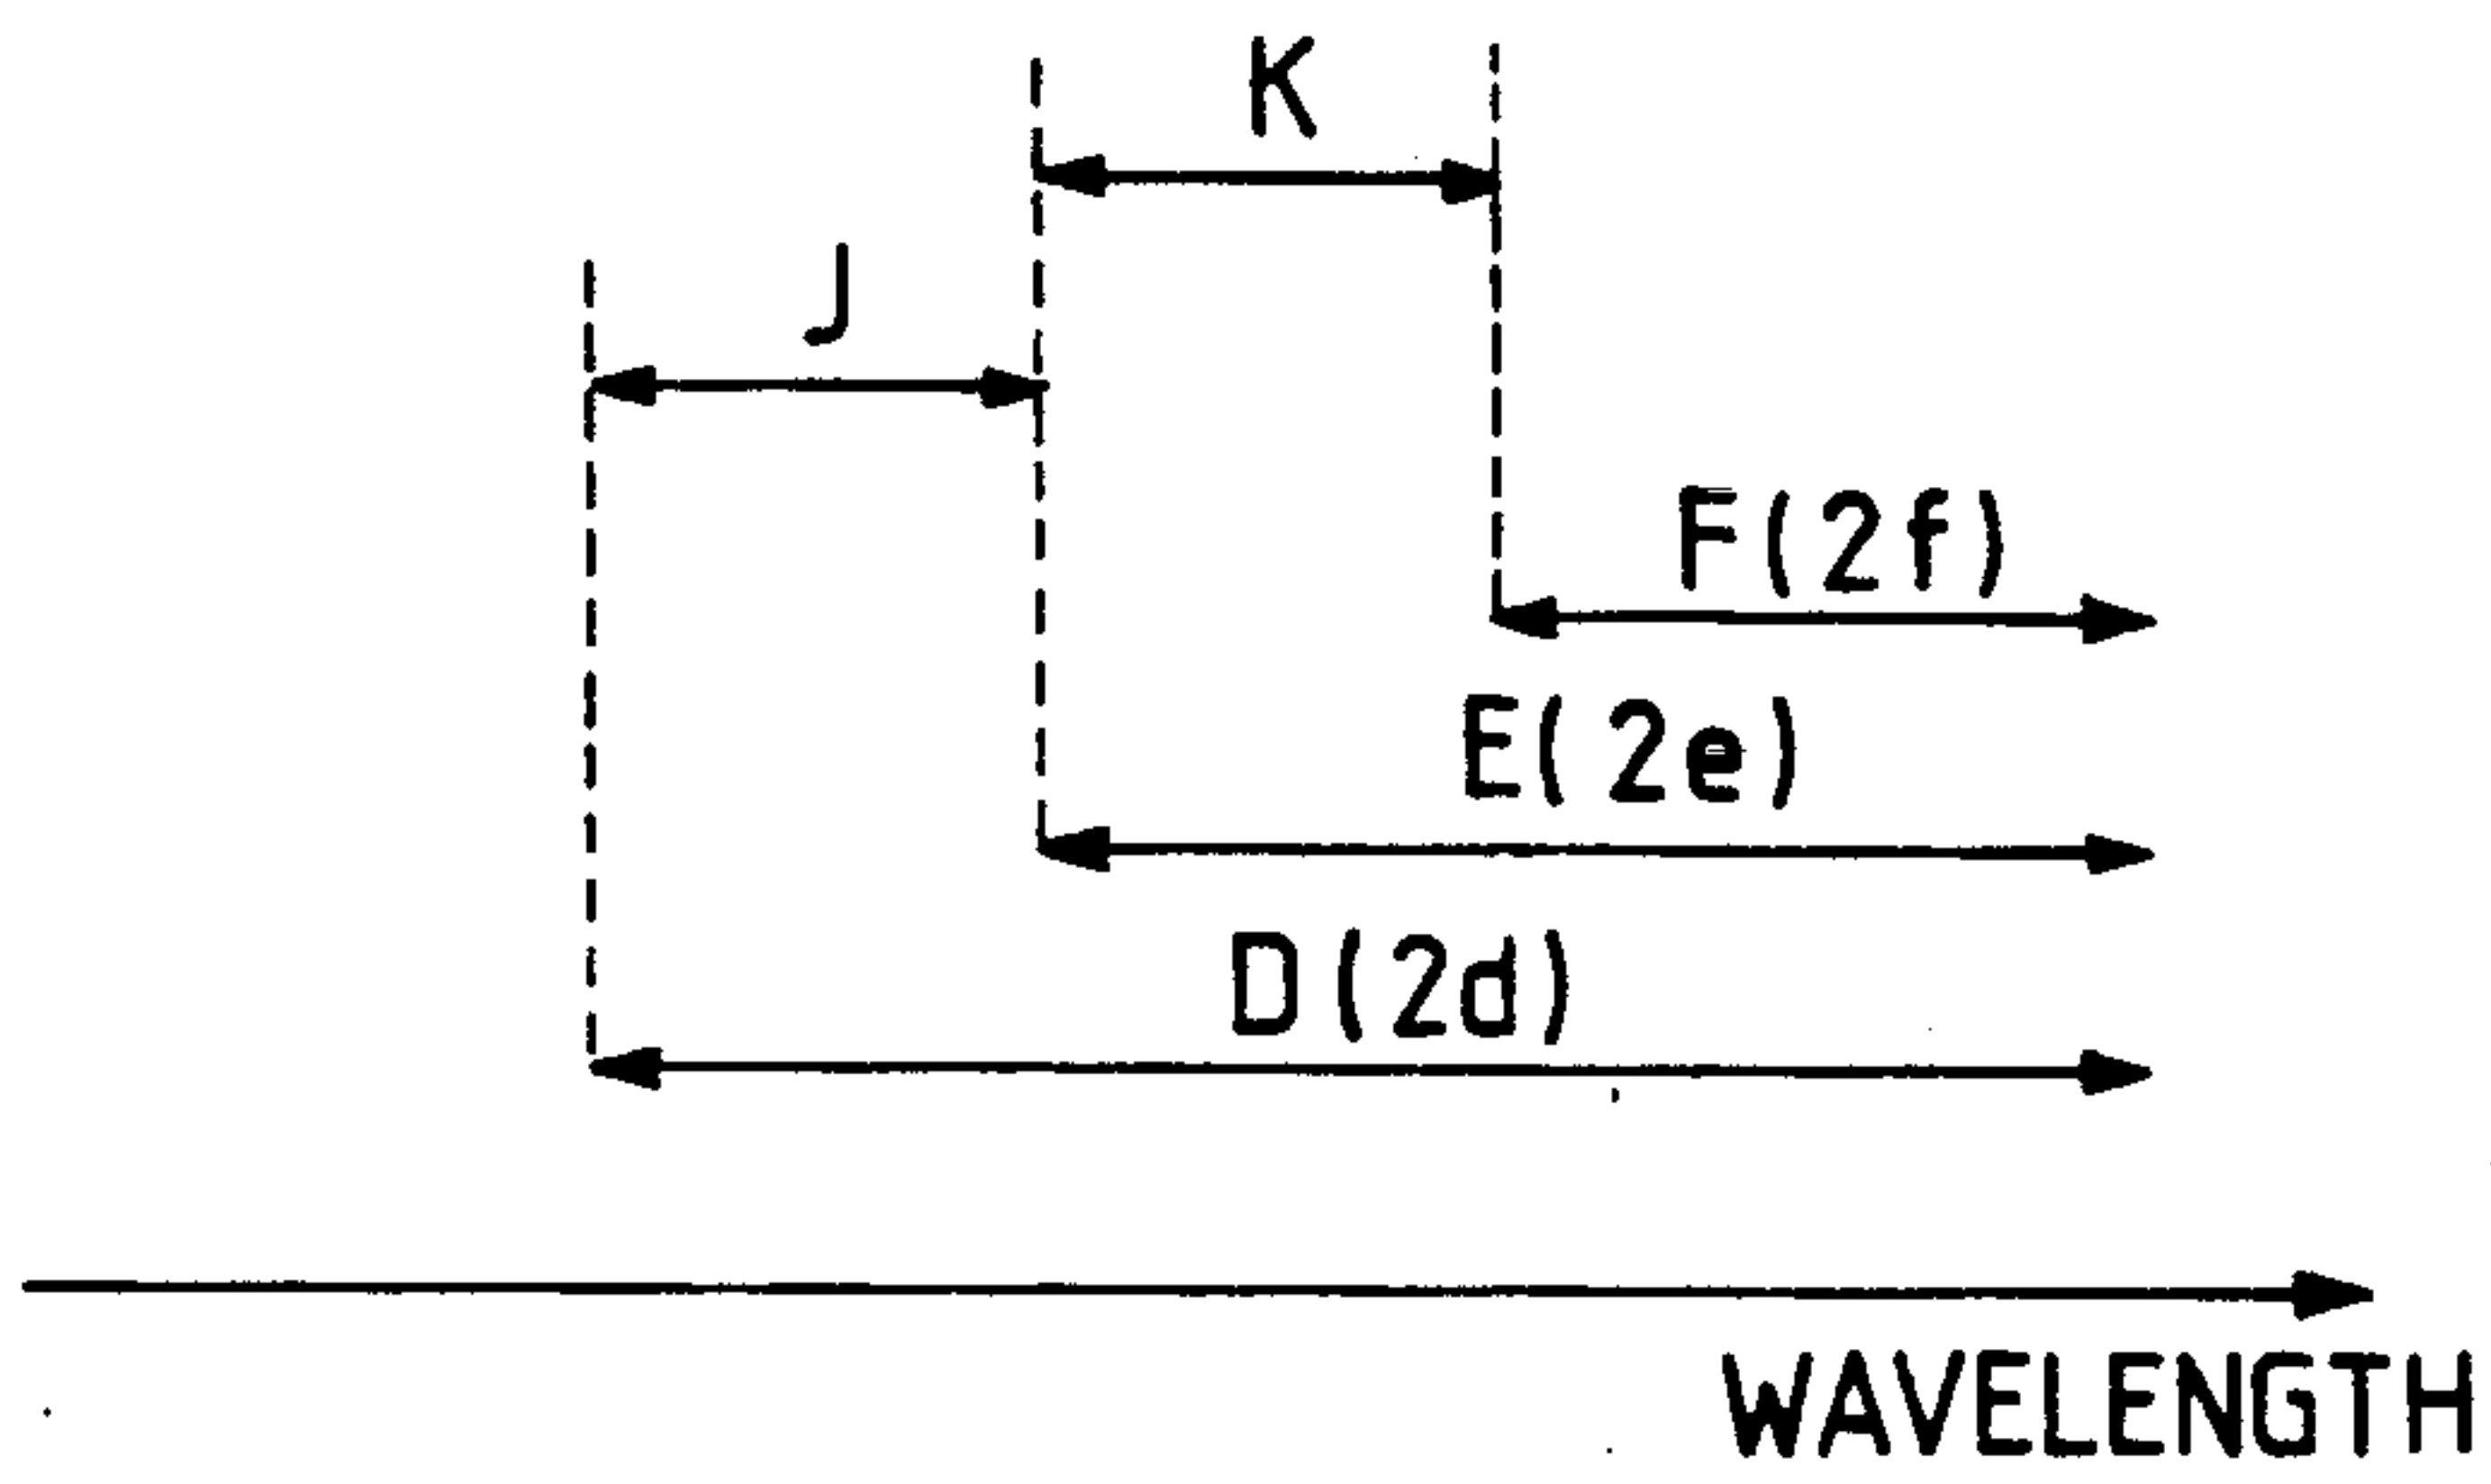 K
J
F(2f)
E(2e)
D(2d)
WAVELENGTH